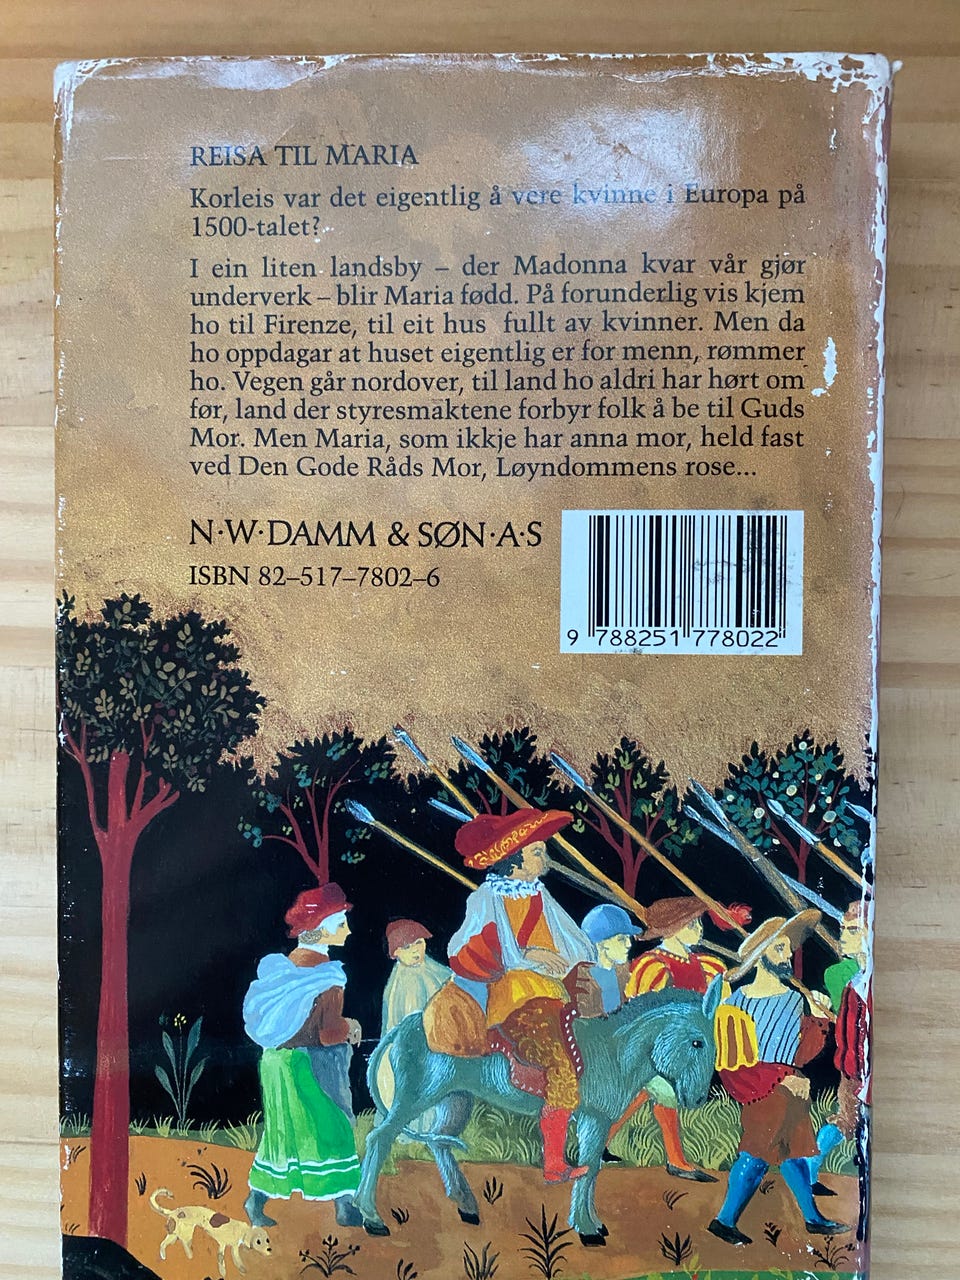 REISA TIL MARIA
Korleis var det eigentlig å vere kvinne i Europa på
1500-talet?
I ein liten landsby – der Madonna kvar vår gjør
underverk – blir Maria fødd. På forunderlig vis kjem
ho til Firenze, til eit hus fullt av kvinner. Men da
ho oppdagar at huset eigentlig er for menn, rømmer
ho. Vegen går nordover, til land ho aldri har hørt om
før, land der styresmaktene forbyr folk å be til Guds
Mor. Men Maria, som ikkje har anna mor, held fast
ved Den Gode Råds Mor, Løyndommens rose...
N·W·DAMM & SØN·A·S
ISBN 82–517–7802–6
9 788251 778022